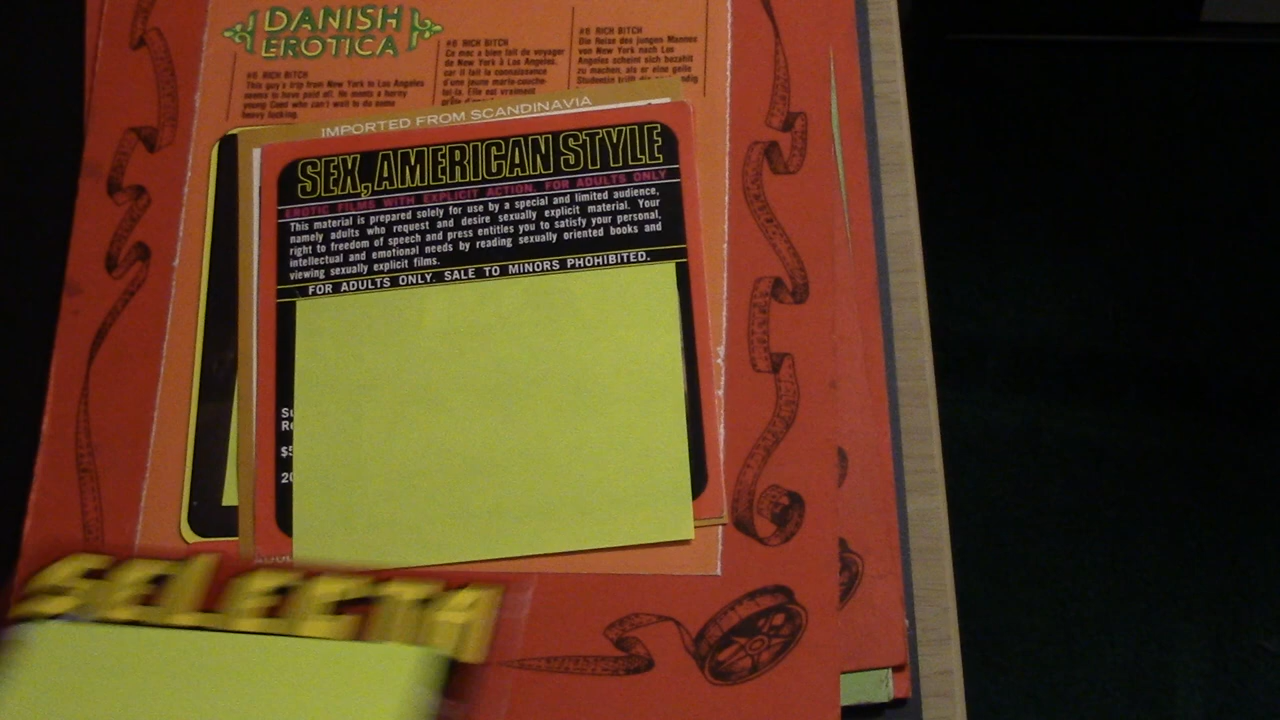 DANISH
EROTICA
#6 RICH BITCH
This guy's trip from New York to Los Angeles
seems to have paid off. He meets a horny
young Coed who can't wait to do some
heavy fucking.
#6 RICH BITCH
Ce mec a bien fait de voyager
de New York à Los Angeles,
car il fait la connaissance
d'une jeune marie-couche-
toi-la. Elle est vraiment
#6 RICH BITCH
Die Reise des jungen Mannes
von New York nach Los
Angeles scheint sich bezahlt
zu machen, als er eine geile
Studentin trifft, die
IMPORTED FROM SCANDINAVIA
SEX, AMERICAN STYLE
EROTIC FILMS WITH EXPLICIT ACTION. FOR ADULTS ONLY
This material is prepared solely for use by a special and limited audience,
namely adults who request and desire sexually explicit material. Your
right to freedom of speech and press entitles you to satisfy your personal,
intellectual and emotional needs by reading sexually oriented books and
viewing sexually explicit films.
FOR ADULTS ONLY. SALE TO MINORS PHOHIBITED.
$5
20
SELECTA